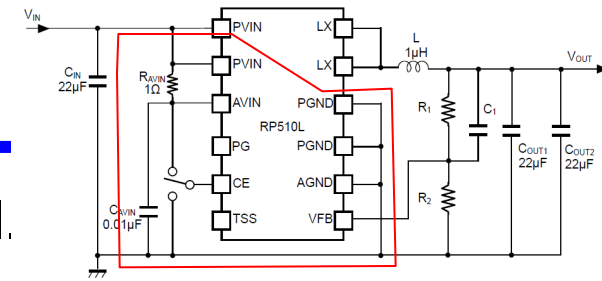 VIN
PVIN
LX
L
1µH
VOUT
CIN
22µF
RAVIN
1Ω
PVIN
LX
AVIN
PGND
R1
C1
RP510L
PG
PGND
COUT1
22µF
COUT2
22µF
CE
AGND
R2
CAVIN
0.01µF
TSS
VFB